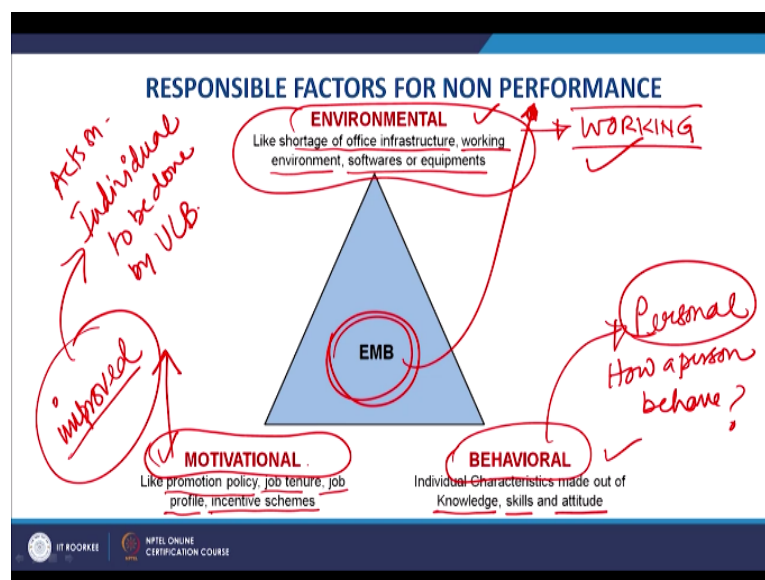 RESPONSIBLE FACTORS FOR NON PERFORMANCE
ENVIRONMENTAL
Like shortage of office infrastructure, working
environment, softwares or equipments
WORKING
Acts on -
Individual
to be done
by ULB.
improved
EMB
Personal
How a person
behave?
MOTIVATIONAL
Like promotion policy, job tenure, job
profile, incentive schemes
BEHAVIORAL
Individual Characteristics made out of
Knowledge, skills and attitude
IIT ROORKEE
NPTEL ONLINE
CERTIFICATION COURSE